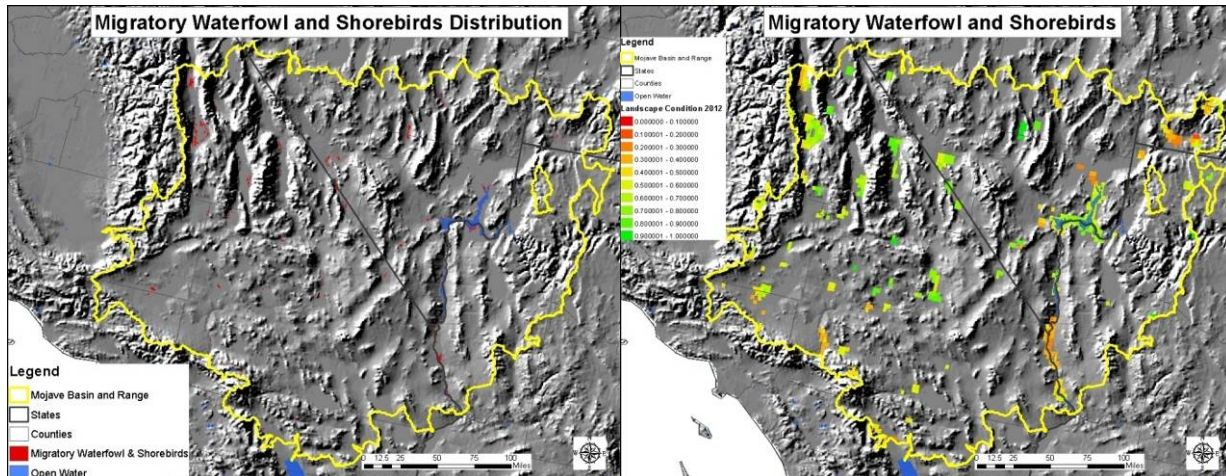 Migratory Waterfowl and Shorebirds Distribution
Legend
Mojave Basin and Range
States
Counties
Migratory Waterfowl & Shorebirds
Open Water
0 12.5 25 50 75 100
Miles
Migratory Waterfowl and Shorebirds
Legend
Mojave Basin and Range
States
Counties
Open Water
Landscape Condition 2012
0.000000 - 0.100000
0.100001 - 0.200000
0.200001 - 0.300000
0.300001 - 0.400000
0.400001 - 0.500000
0.500001 - 0.600000
0.600001 - 0.700000
0.700001 - 0.800000
0.800001 - 0.900000
0.900001 - 1.000000
0 12.5 25 50 75 100
Miles